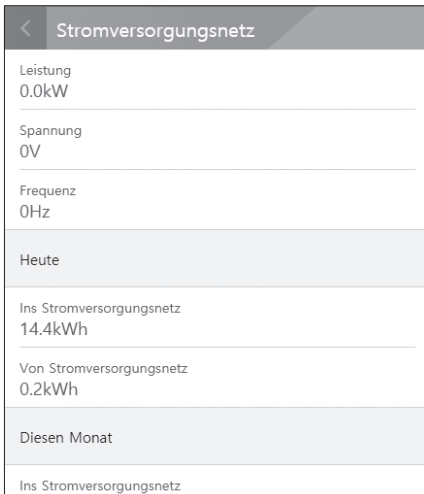 Stromversorgungsnetz
Leistung
0.0kW
Spannung
0V
Frequenz
0Hz
Heute
Ins Stromversorgungsnetz
14.4kWh
Von Stromversorgungsnetz
0.2kWh
Diesen Monat
Ins Stromversorgungsnetz